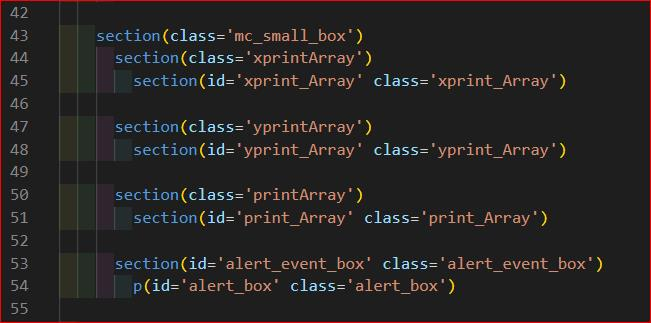 42
43 section(class='mc_small_box')
44 section(class='xprintArray')
45 section(id='xprint_Array' class='xprint_Array')
46
47 section(class='yprintArray')
48 section(id='yprint_Array' class='yprint_Array')
49
50 section(class='printArray')
51 section(id='print_Array' class='print_Array')
52
53 section(id='alert_event_box' class='alert_event_box')
54 p(id='alert_box' class='alert_box')
55